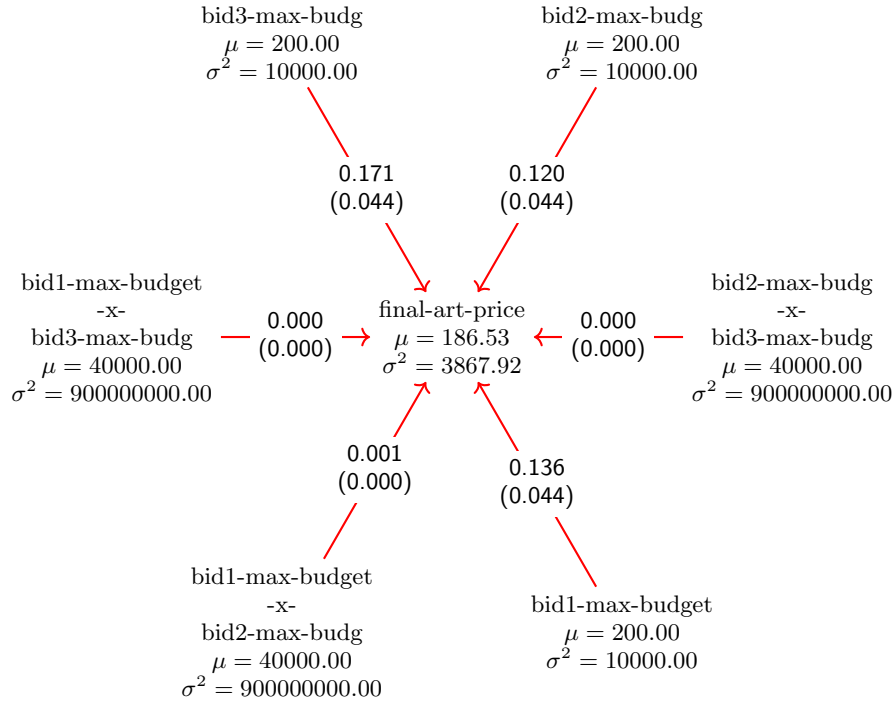 bid3-max-budg
μ = 200.00
σ² = 10000.00
bid2-max-budg
μ = 200.00
σ² = 10000.00
0.171
(0.044)
0.120
(0.044)
bid1-max-budget
-x-
bid3-max-budg
μ = 40000.00
σ² = 900000000.00
0.000
(0.000)
final-art-price
μ = 186.53
σ² = 3867.92
0.000
(0.000)
bid2-max-budg
-x-
bid3-max-budg
μ = 40000.00
σ² = 900000000.00
0.001
(0.000)
0.136
(0.044)
bid1-max-budget
-x-
bid2-max-budg
μ = 40000.00
σ² = 900000000.00
bid1-max-budget
μ = 200.00
σ² = 10000.00